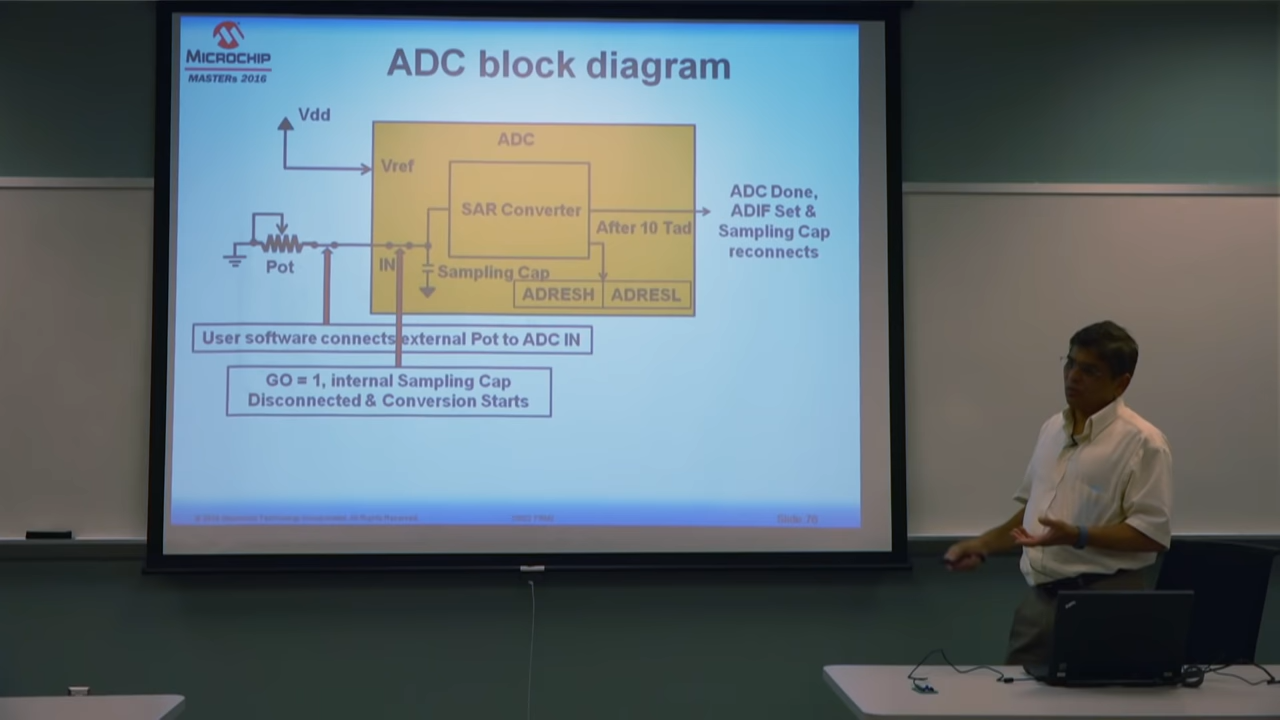 MICROCHIP
MASTERs 2016
ADC block diagram
Vdd
ADC
Vref
SAR Converter
After 10 Tad
ADC Done,
ADIF Set &
Sampling Cap
reconnects
Pot
IN
Sampling Cap
ADRESH
ADRESL
User software connects external Pot to ADC IN
GO = 1, internal Sampling Cap
Disconnected & Conversion Starts